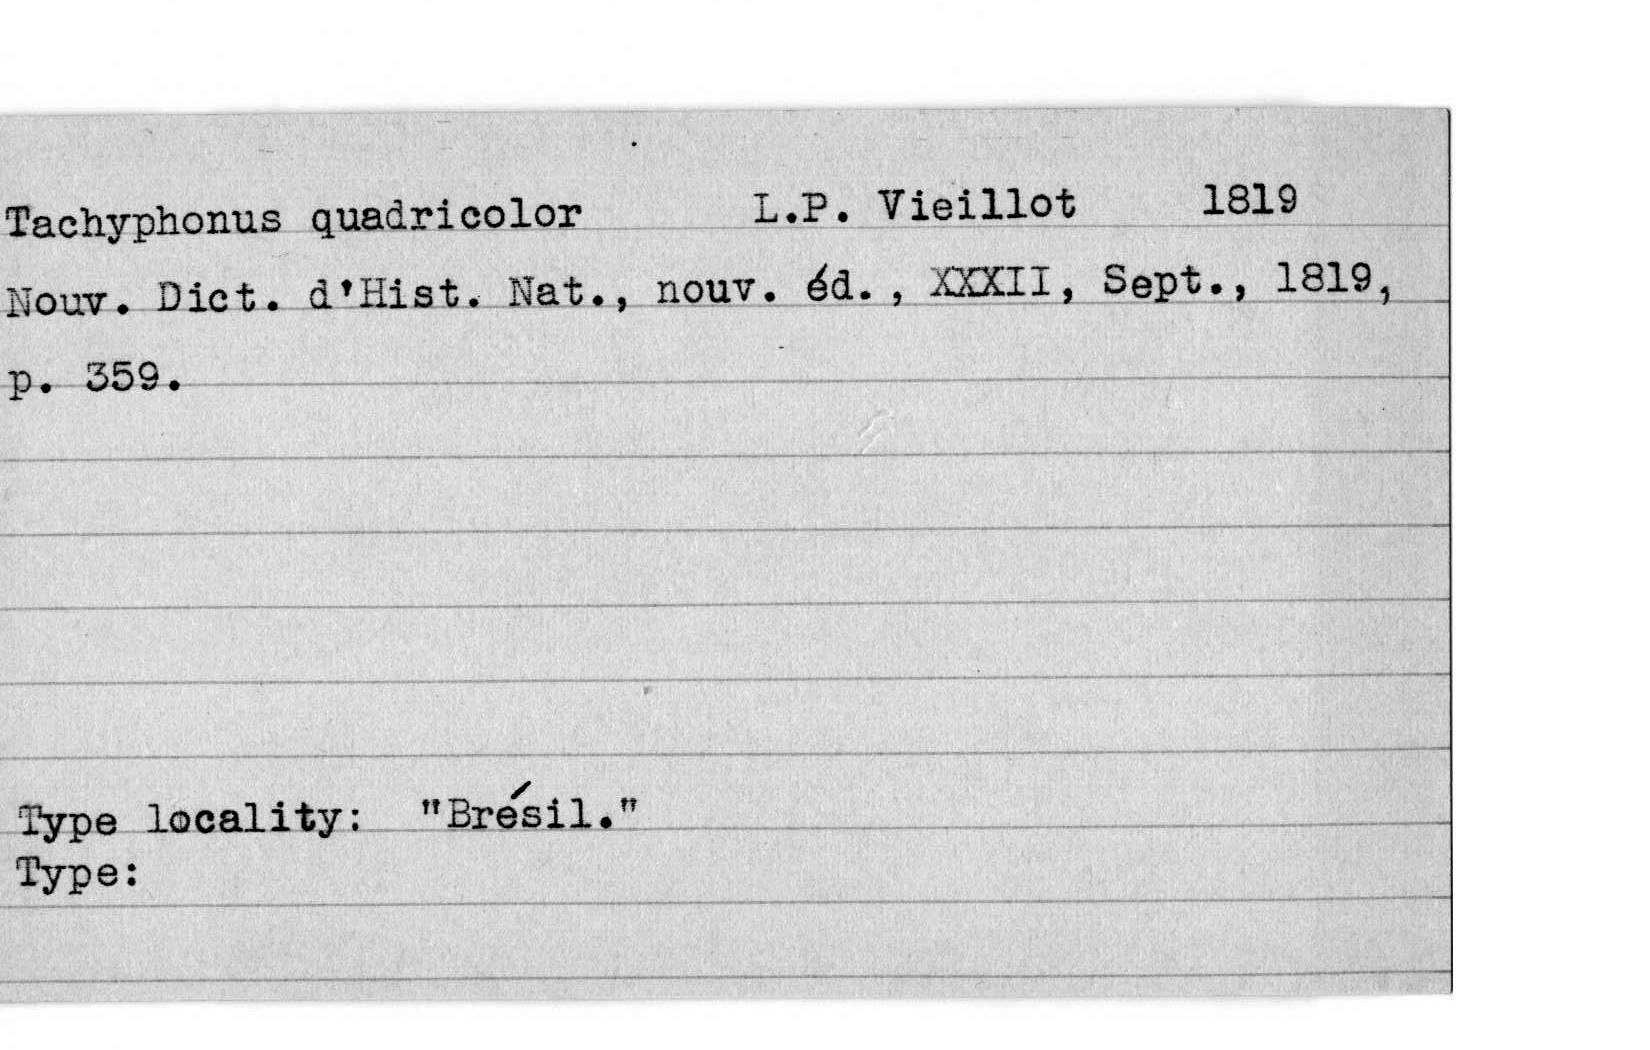 Tachyphonus quadricolor L.P. Vieillot 1819
Nouv. Dict. d'Hist. Nat., nouv. éd., XXXII, Sept., 1819,
p. 359.
Type locality: "Brésil."
Type: